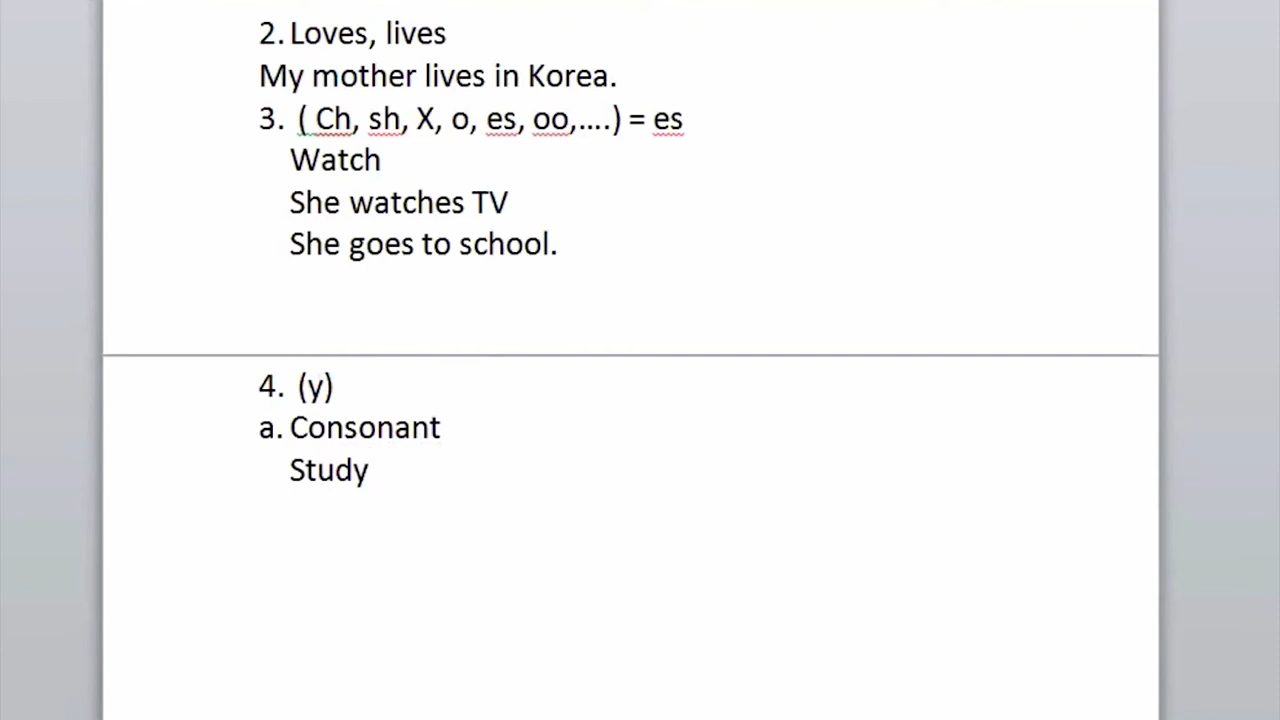 2. Loves, lives
My mother lives in Korea.
3. ( Ch, sh, X, o, es, oo,....) = es
Watch
She watches TV
She goes to school.
4. (y)
a. Consonant
Study